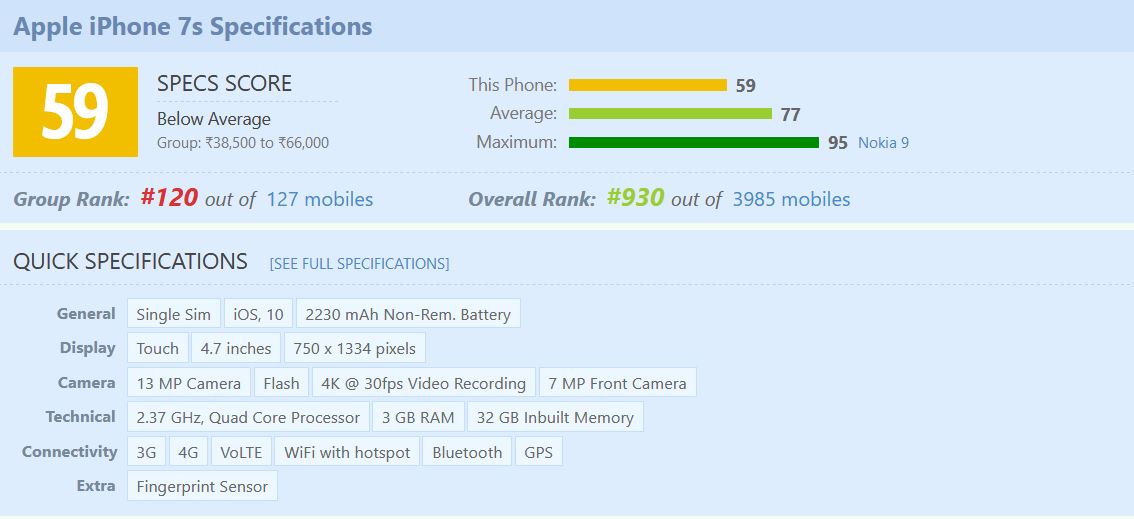 Apple iPhone 7s Specifications
59
SPECS SCORE
Below Average
Group: ₹38,500 to ₹66,000
This Phone: 59
Average: 77
Maximum: 95 Nokia 9
Group Rank: #120 out of 127 mobiles
Overall Rank: #930 out of 3985 mobiles
QUICK SPECIFICATIONS [SEE FULL SPECIFICATIONS]
General Single Sim iOS, 10 2230 mAh Non-Rem. Battery
Display Touch 4.7 inches 750 x 1334 pixels
Camera 13 MP Camera Flash 4K @ 30fps Video Recording 7 MP Front Camera
Technical 2.37 GHz, Quad Core Processor 3 GB RAM 32 GB Inbuilt Memory
Connectivity 3G 4G VoLTE WiFi with hotspot Bluetooth GPS
Extra Fingerprint Sensor